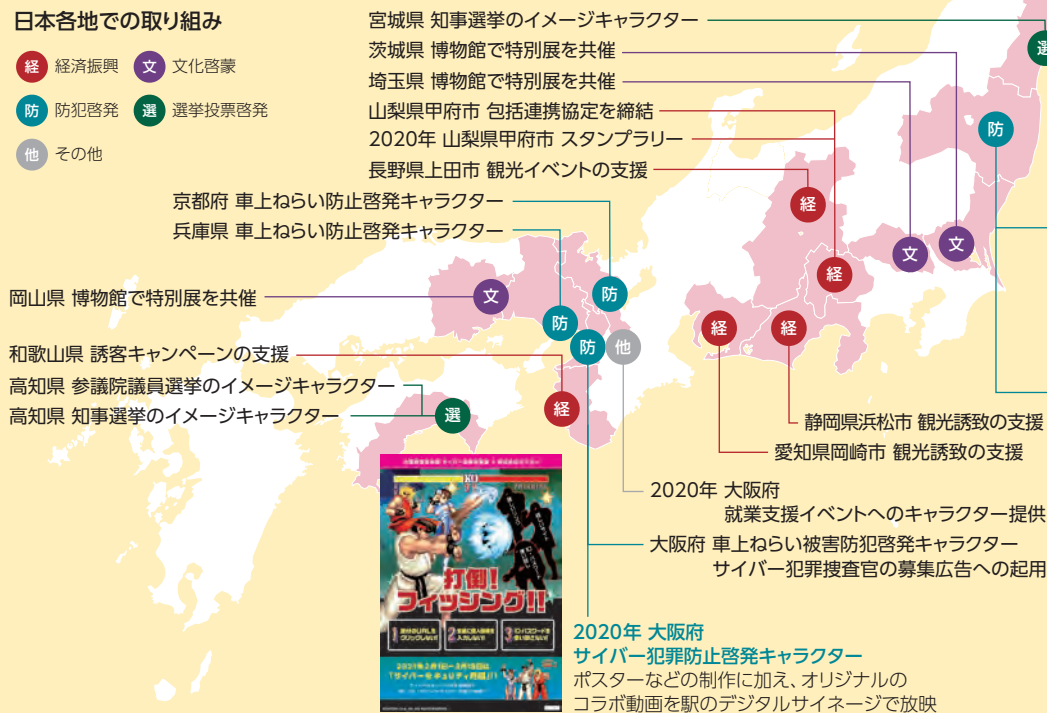 日本各地での取り組み
経 経済振興 文 文化啓蒙
防 防犯啓発 選 選挙投票啓発
他 その他
宮城県 知事選挙のイメージキャラクター
茨城県 博物館で特別展を共催
埼玉県 博物館で特別展を共催
山梨県甲府市 包括連携協定を締結
2020年 山梨県甲府市 スタンプラリー
長野県上田市 観光イベントの支援
京都府 車上ねらい防止啓発キャラクター
兵庫県 車上ねらい防止啓発キャラクター
岡山県 博物館で特別展を共催
和歌山県 誘客キャンペーンの支援
高知県 参議院議員選挙のイメージキャラクター
高知県 知事選挙のイメージキャラクター
選
防
経
文
文
経
文
防
防
経
経
防
他
経
選
静岡県浜松市 観光誘致の支援
愛知県岡崎市 観光誘致の支援
2020年 大阪府
就業支援イベントへのキャラクター提供
大阪府 車上ねらい被害防犯啓発キャラクター
サイバー犯罪捜査官の募集広告への起用
打倒!
フィッシング!!
2020年 大阪府
サイバー犯罪防止啓発キャラクター
ポスターなどの制作に加え、オリジナルの
コラボ動画を駅のデジタルサイネージで放映